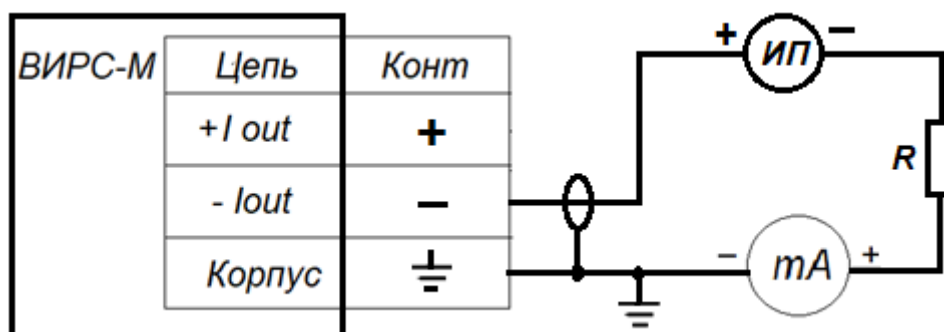 ВИРС-М
Цепь Конт
+I out +
- Iout −
Корпус
+ ИП −
R
− mA +